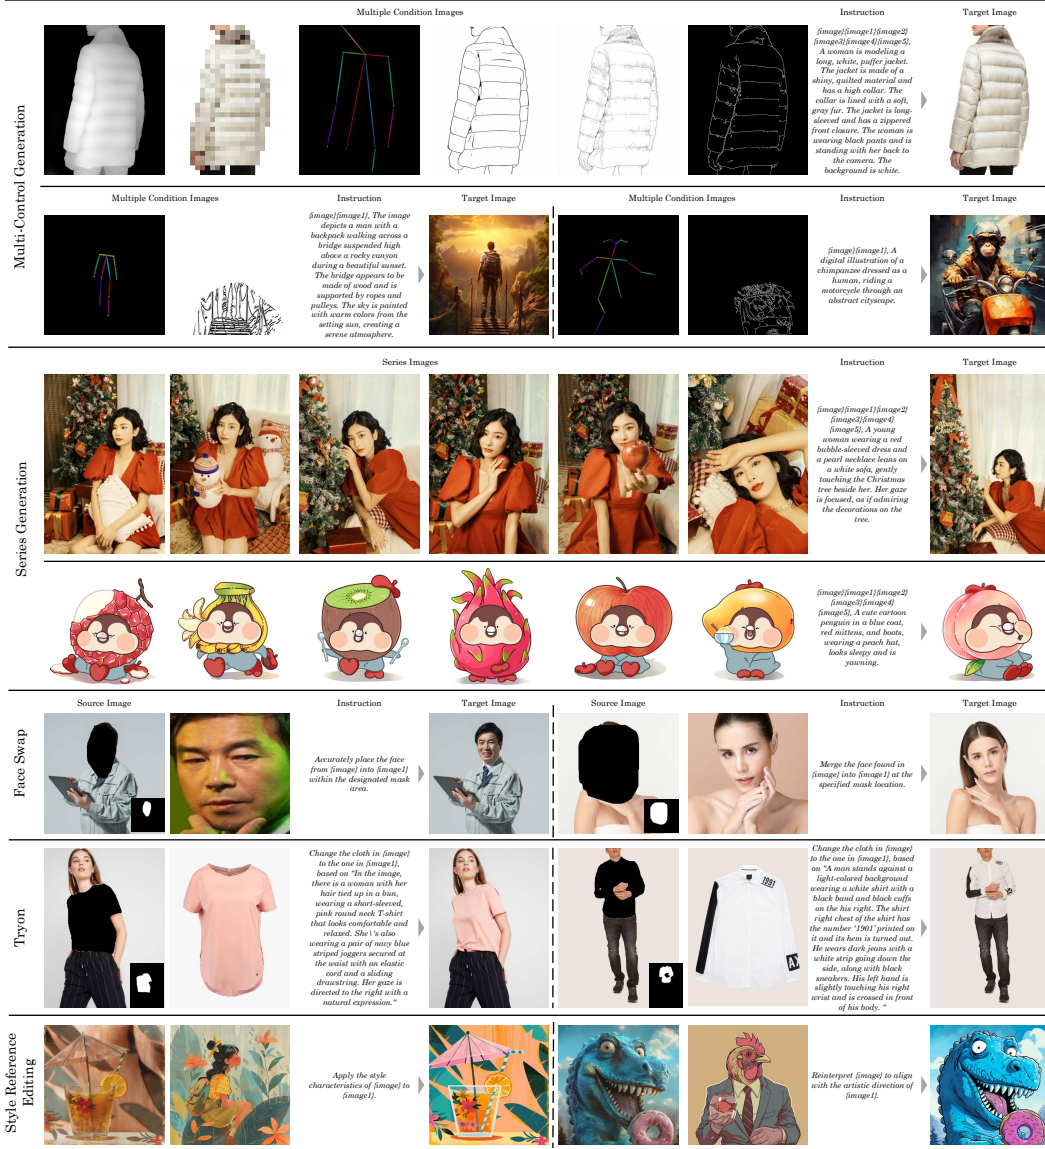 Multiple Condition Images
Instruction
Target Image
Multi-Control Generation
{image}{image1}{image2}
{image3}{image4}{image5},
A woman is modeling a
long, white, puffer jacket.
The jacket is made of a
shiny, quilted material and
has a high collar. The
collar is lined with a soft,
gray fur. The jacket is long-
sleeved and has a zippered
front closure. The woman is
wearing black pants and is
standing with her back to
the camera. The
background is white.
Multiple Condition Images
Instruction
Target Image
Multiple Condition Images
Instruction
Target Image
{image}{image1}, The image
depicts a man with a
backpack walking across a
bridge suspended high
above a rocky canyon
during a beautiful sunset.
The bridge appears to be
made of wood and is
supported by ropes and
pulleys. The sky is painted
with warm colors from the
setting sun, creating a
serene atmosphere.
{image}{image1}, A
digital illustration of a
chimpanzee dressed as a
human, riding a
motorcycle through an
abstract cityscape.
Series Images
Instruction
Target Image
Series Generation
{image}{image1}{image2}
{image3}{image4}
{image5}, A young
woman wearing a red
bubble-sleeved dress and
a pearl necklace leans on
a white sofa, gently
touching the Christmas
tree beside her. Her gaze
is focused, as if admiring
the decorations on the
tree.
{image}{image1}{image2}
{image3}{image4}
{image5}, A cute cartoon
penguin in a blue coat,
red mittens, and boots,
wearing a peach hat,
looks sleepy and is
yawning.
Source Image
Instruction
Target Image
Source Image
Instruction
Target Image
Face Swap
Accurately place the face
from {image} into {image1}
within the designated mask
area.
Merge the face found in
{image} into {image1} at the
specified mask location.
Tryon
Change the cloth in {image}
to the one in {image1},
based on "In the image,
there is a woman with her
hair tied up in a bun,
wearing a short-sleeved,
pink round neck T-shirt
that looks comfortable and
relaxed. She\'s also
wearing a pair of navy blue
striped joggers secured at
the waist with an elastic
cord and a sliding
drawstring. Her gaze is
directed to the right with a
natural expression."
1991
AX
Change the cloth in {image}
to the one in {image1}, based
on "A man stands against a
light-colored background
wearing a white shirt with a
black band and black cuffs
on the his right. The shirt
right chest of the shirt has
the number '1901' printed on
it and its hem is turned out.
He wears dark jeans with a
white strip going down the
side, along with black
sneakers. His left hand is
slightly touching his right
wrist and is crossed in front
of his body. "
Style Reference
Editing
Apply the style
characteristics of {image} to
{image1}.
Reinterpret {image} to align
with the artistic direction of
{image1}.